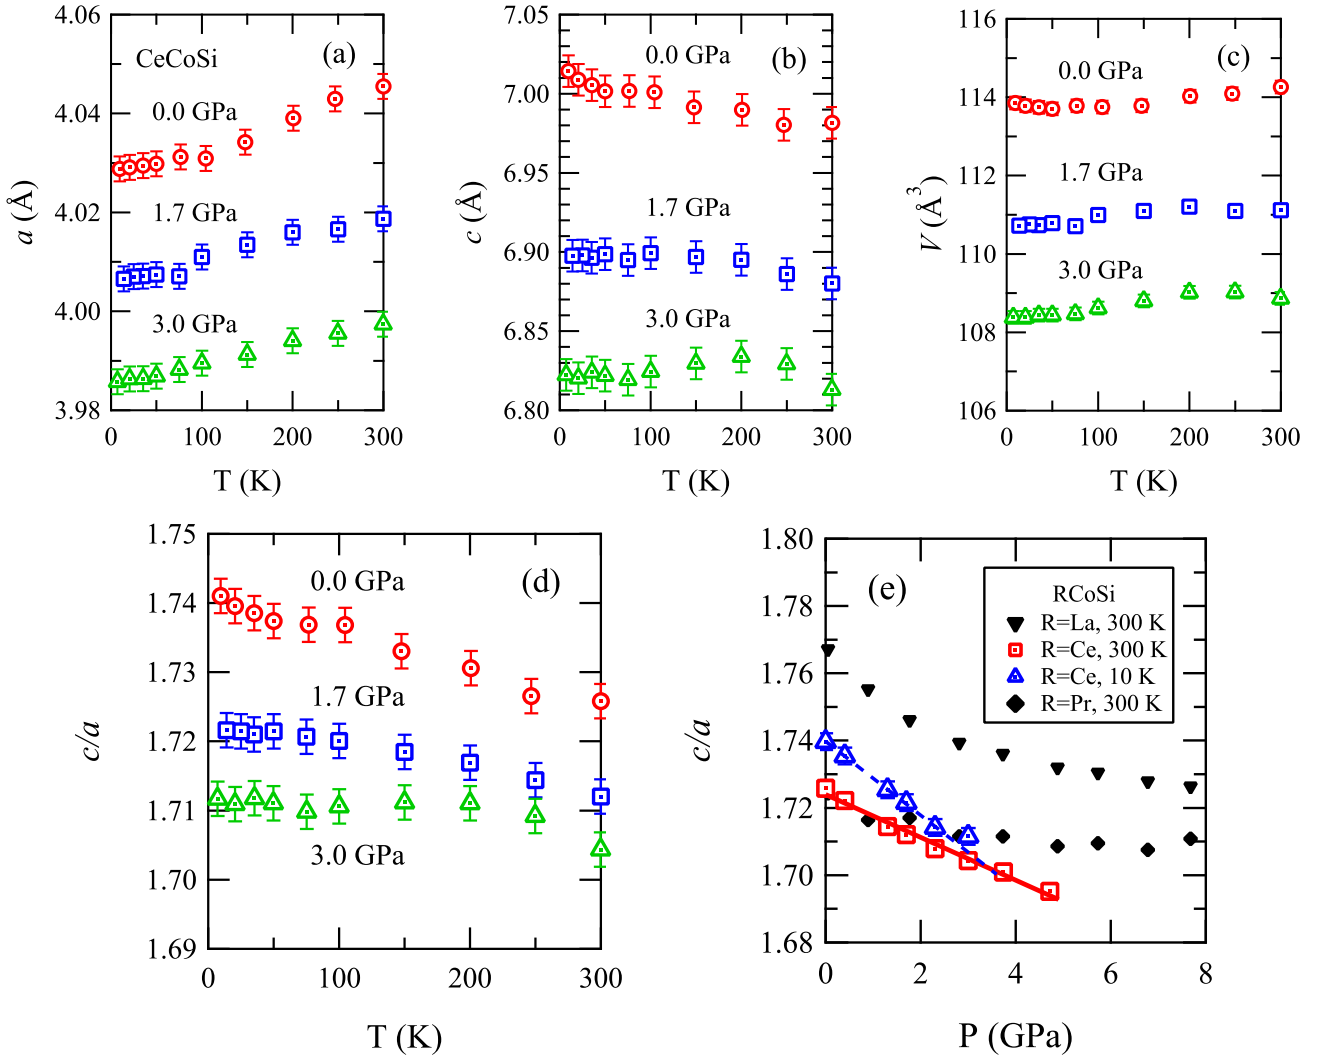 4.06
4.04
4.02
4.00
3.98
a (Å)
CeCoSi
(a)
0.0 GPa
1.7 GPa
3.0 GPa
0 100 200 300
T (K)
7.05
7.00
6.95
6.90
6.85
6.80
c (Å)
(b)
0.0 GPa
1.7 GPa
3.0 GPa
0 100 200 300
T (K)
116
114
112
110
108
106
V (Å³)
(c)
0.0 GPa
1.7 GPa
3.0 GPa
0 100 200 300
T (K)
1.75
1.74
1.73
1.72
1.71
1.70
1.69
c/a
(d)
0.0 GPa
1.7 GPa
3.0 GPa
0 100 200 300
T (K)
1.80
1.78
1.76
1.74
1.72
1.70
1.68
c/a
(e)
RCoSi
R=La, 300 K
R=Ce, 300 K
R=Ce, 10 K
R=Pr, 300 K
0 2 4 6 8
P (GPa)